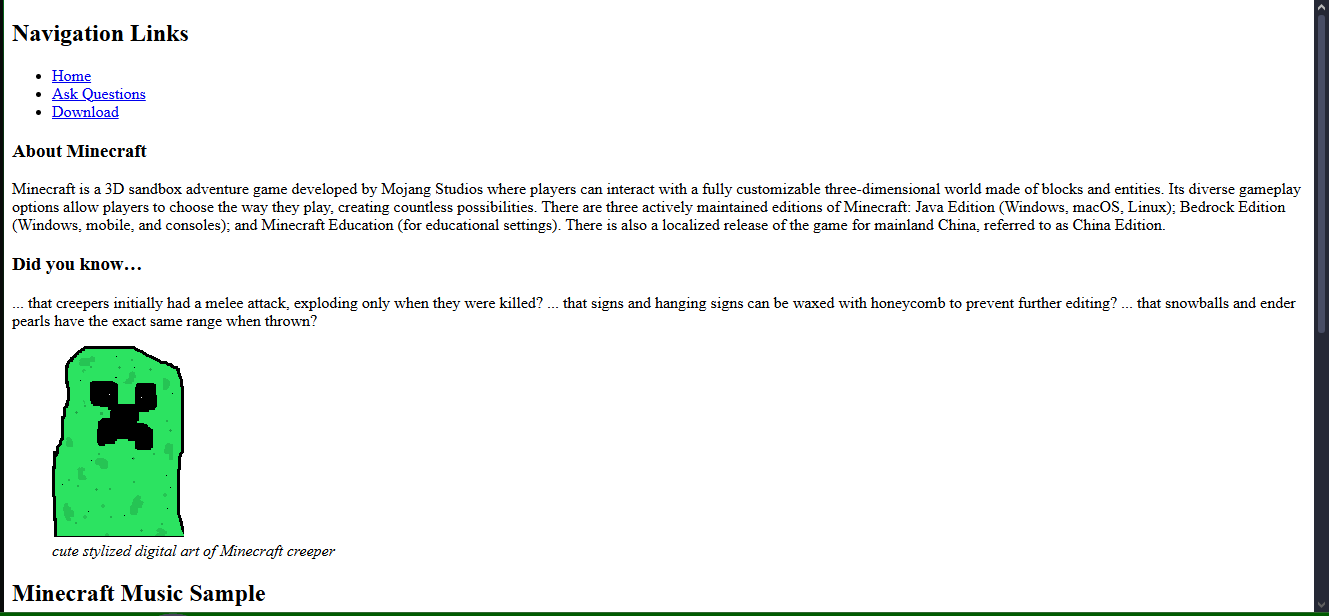 Navigation Links
Home
Ask Questions
Download
About Minecraft
Minecraft is a 3D sandbox adventure game developed by Mojang Studios where players can interact with a fully customizable three-dimensional world made of blocks and entities. Its diverse gameplay
options allow players to choose the way they play, creating countless possibilities. There are three actively maintained editions of Minecraft: Java Edition (Windows, macOS, Linux); Bedrock Edition
(Windows, mobile, and consoles); and Minecraft Education (for educational settings). There is also a localized release of the game for mainland China, referred to as China Edition.
Did you know…
... that creepers initially had a melee attack, exploding only when they were killed? ... that signs and hanging signs can be waxed with honeycomb to prevent further editing? ... that snowballs and ender
pearls have the exact same range when thrown?
cute stylized digital art of Minecraft creeper
Minecraft Music Sample